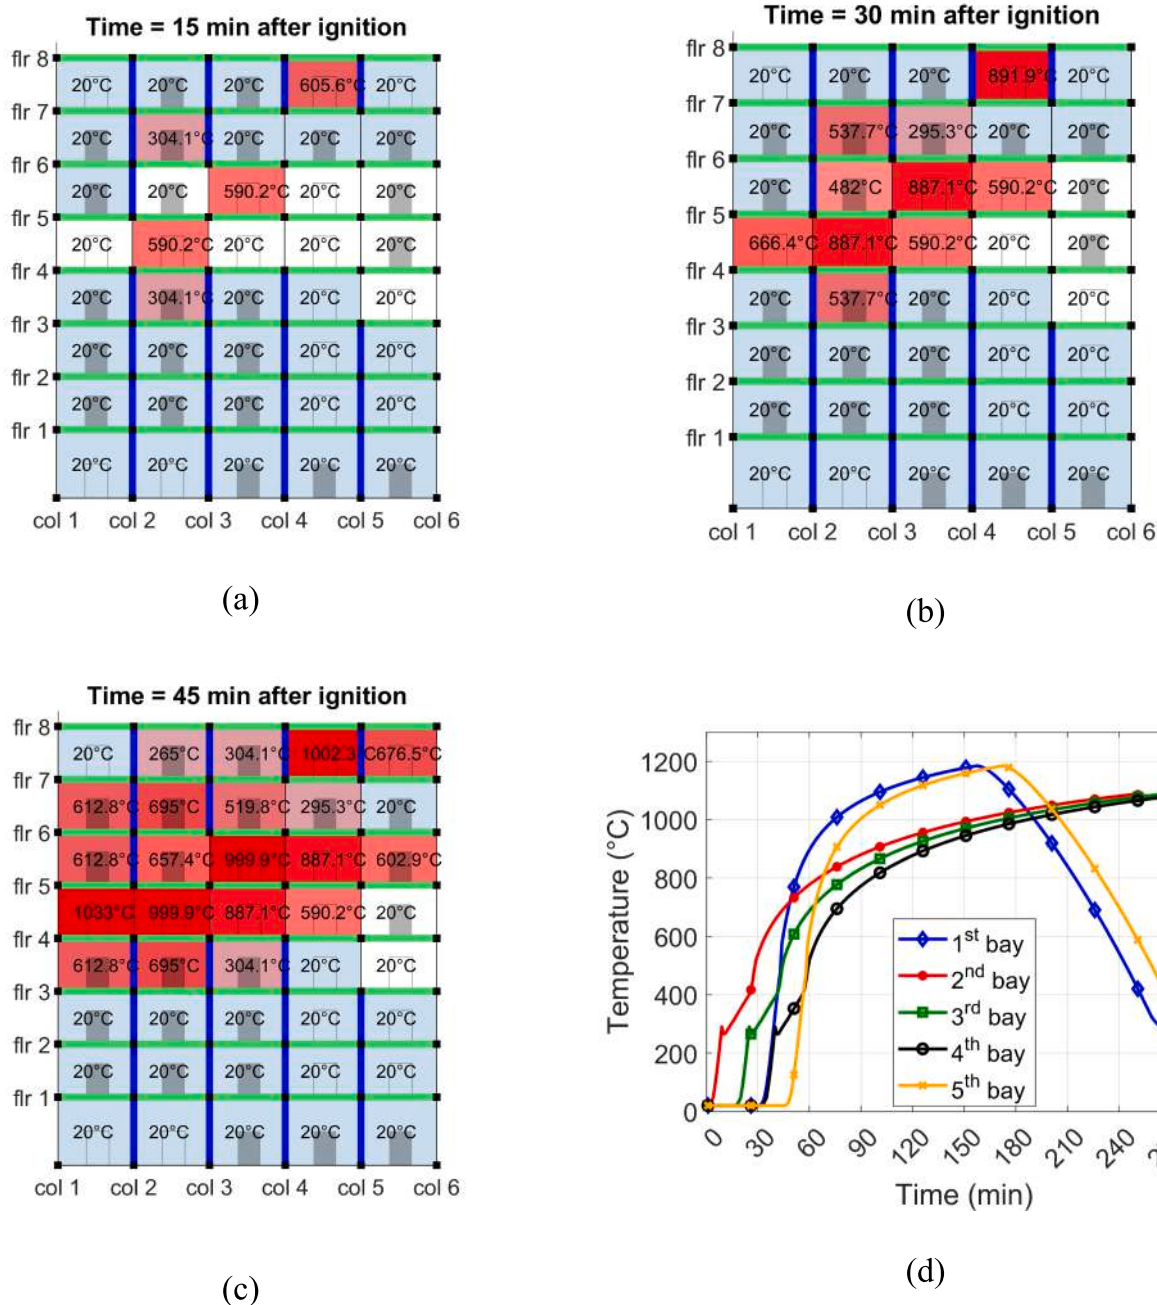 Time = 15 min after ignition
flr 8
20°C 20°C 20°C 605.6°C 20°C
flr 7
20°C 304.1°C 20°C 20°C 20°C
flr 6
20°C 20°C 590.2°C 20°C 20°C
flr 5
20°C 590.2°C 20°C 20°C 20°C
flr 4
20°C 304.1°C 20°C 20°C 20°C
flr 3
20°C 20°C 20°C 20°C 20°C
flr 2
20°C 20°C 20°C 20°C 20°C
flr 1
20°C 20°C 20°C 20°C 20°C
col 1 col 2 col 3 col 4 col 5 col 6
(a)
Time = 30 min after ignition
flr 8
20°C 20°C 20°C 891.9°C 20°C
flr 7
20°C 537.7°C 295.3°C 20°C 20°C
flr 6
20°C 482°C 887.1°C 590.2°C 20°C
flr 5
666.4°C 887.1°C 590.2°C 20°C 20°C
flr 4
20°C 537.7°C 20°C 20°C 20°C
flr 3
20°C 20°C 20°C 20°C 20°C
flr 2
20°C 20°C 20°C 20°C 20°C
flr 1
20°C 20°C 20°C 20°C 20°C
col 1 col 2 col 3 col 4 col 5 col 6
(b)
Time = 45 min after ignition
flr 8
20°C 265°C 304.1°C 1002.3 C 676.5°C
flr 7
612.8°C 695°C 519.8°C 295.3°C 20°C
flr 6
612.8°C 657.4°C 999.9°C 887.1°C 602.9°C
flr 5
1033°C 999.9°C 887.1°C 590.2°C 20°C
flr 4
612.8°C 695°C 304.1°C 20°C 20°C
flr 3
20°C 20°C 20°C 20°C 20°C
flr 2
20°C 20°C 20°C 20°C 20°C
flr 1
20°C 20°C 20°C 20°C 20°C
col 1 col 2 col 3 col 4 col 5 col 6
(c)
Temperature (°C)
1200
1000
800
600
400
200
0
1st bay
2nd bay
3rd bay
4th bay
5th bay
0 30 60 90 120 150 180 210 240
Time (min)
(d)